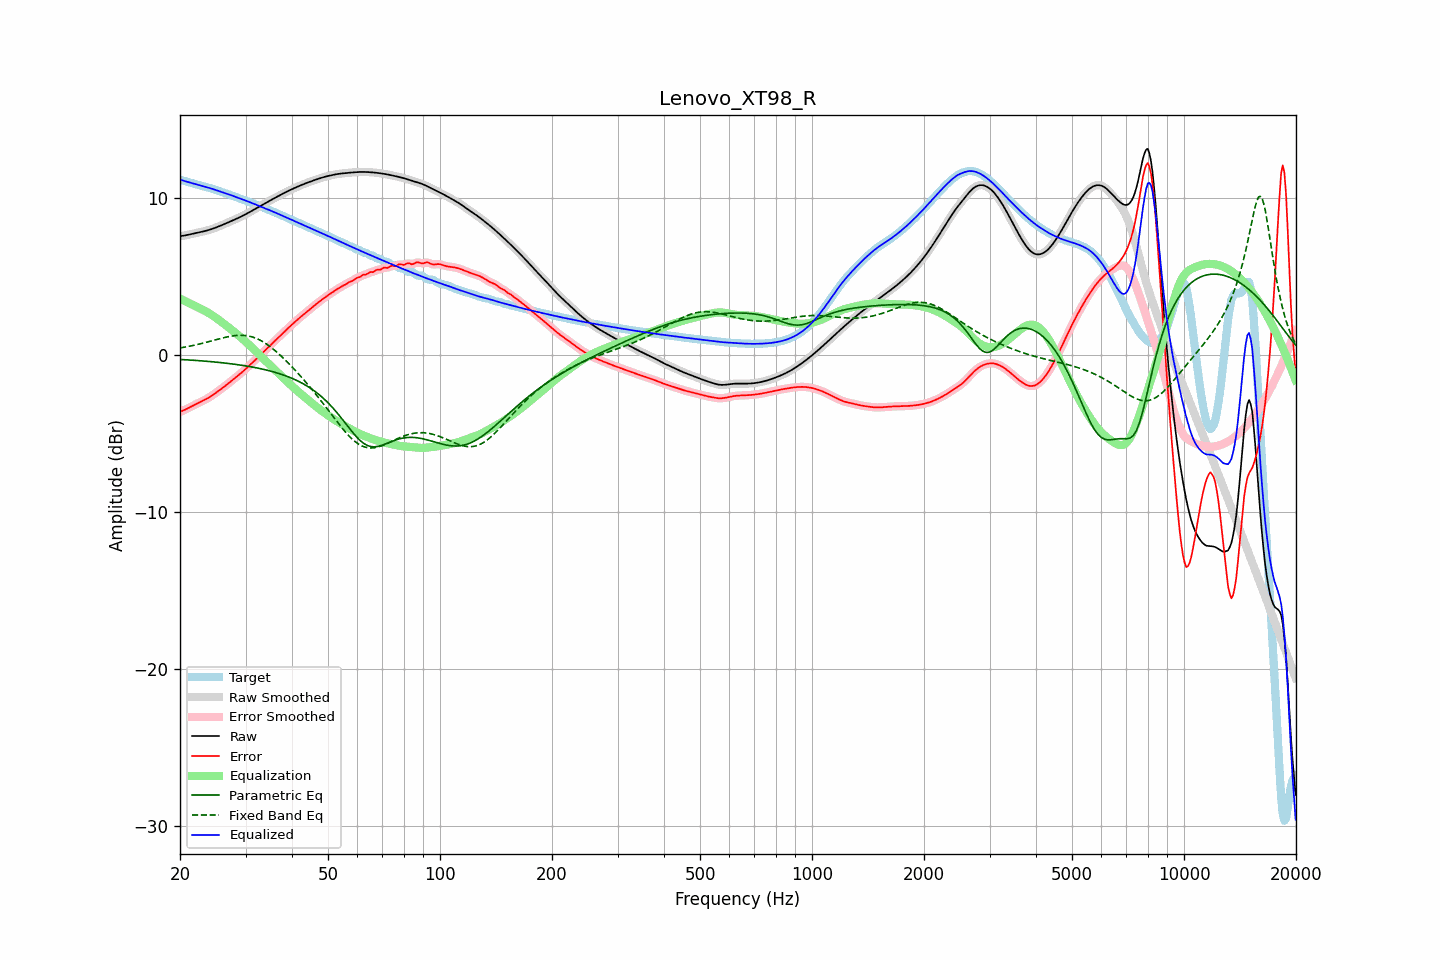 Lenovo_XT98_R
Amplitude (dBr)
10
0
−10
−20
−30
Target
Raw Smoothed
Error Smoothed
Raw
Error
Equalization
Parametric Eq
Fixed Band Eq
Equalized
20 50 100 200 500 1000 2000 5000 10000 20000
Frequency (Hz)